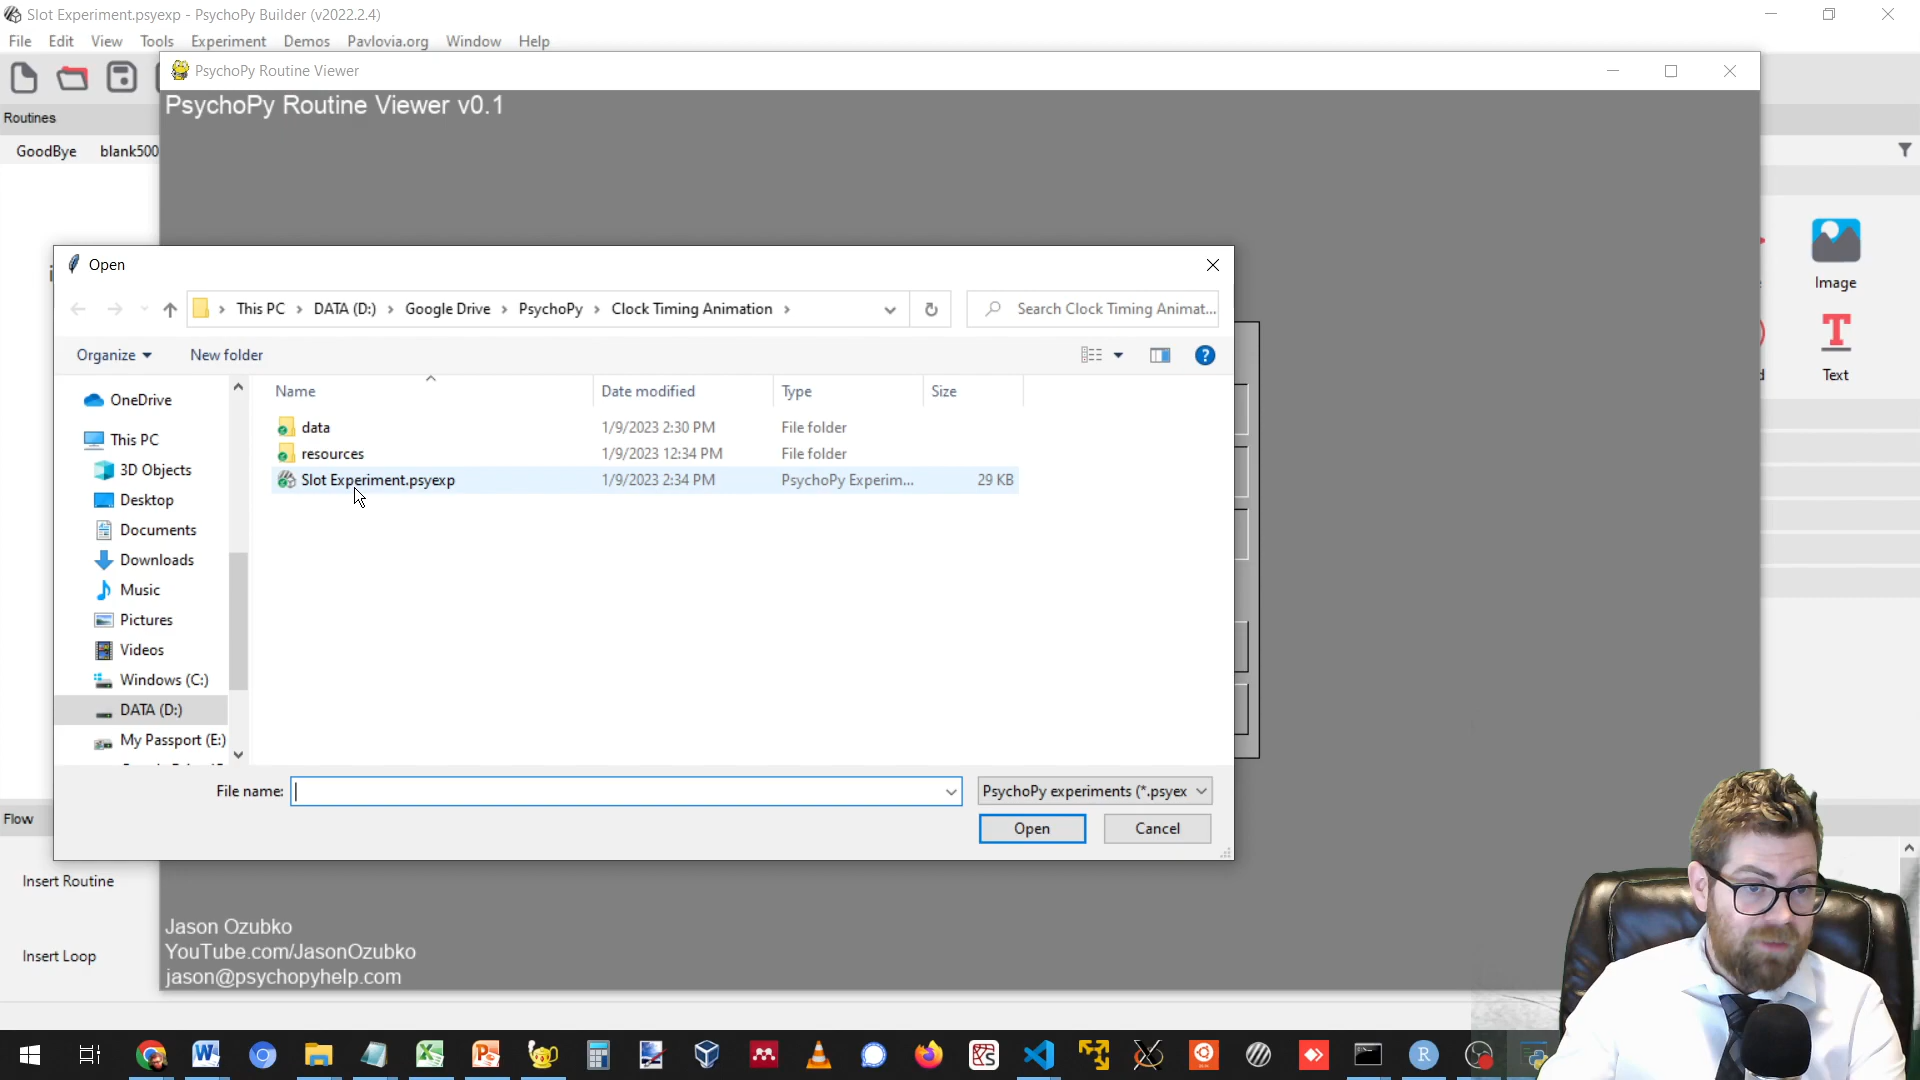 Slot Experiment.psyexp - PsychoPy Builder (v2022.2.4)
File Edit View Tools Experiment Demos Pavlovia.org Window Help
PsychoPy Routine Viewer
PsychoPy Routine Viewer v0.1
Routines
GoodBye blank500
Open
This PC › DATA (D:) › Google Drive › PsychoPy › Clock Timing Animation ›
Search Clock Timing Animat...
Organize New folder
Name Date modified Type Size
data 1/9/2023 2:30 PM File folder
resources 1/9/2023 12:34 PM File folder
Slot Experiment.psyexp 1/9/2023 2:34 PM PsychoPy Experim... 29 KB
OneDrive
This PC
3D Objects
Desktop
Documents
Downloads
Music
Pictures
Videos
Windows (C:)
DATA (D:)
My Passport (E:)
File name:
PsychoPy experiments (*.psyex
Open Cancel
Image
Text
Flow
Insert Routine
Insert Loop
Jason Ozubko
YouTube.com/JasonOzubko
jason@psychopyhelp.com